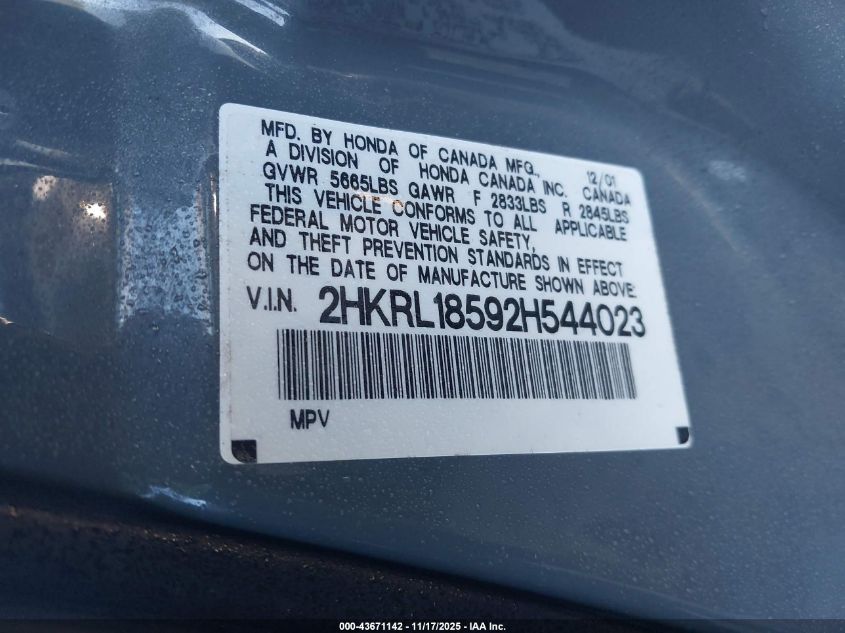 MFD. BY HONDA OF CANADA MFG., 12/01
A DIVISION OF HONDA CANADA INC. CANADA
GVWR 5665LBS GAWR F 2833LBS R 2845LBS
THIS VEHICLE CONFORMS TO ALL APPLICABLE
FEDERAL MOTOR VEHICLE SAFETY,
AND THEFT PREVENTION STANDARDS IN EFFECT
ON THE DATE OF MANUFACTURE SHOWN ABOVE:
V.I.N. 2HKRL18592H544023
MPV
000-43671142 - 11/17/2025 - IAA Inc.